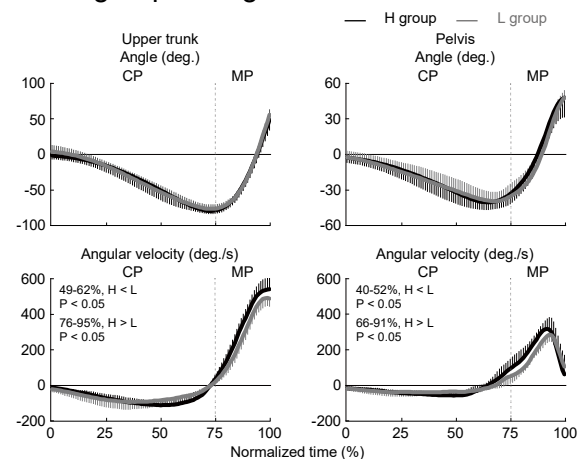 H group L group
Upper trunk
Angle (deg.)
CP MP
100
50
0
-50
-100
Pelvis
Angle (deg.)
CP MP
60
30
0
-30
-60
Angular velocity (deg./s)
CP MP
600
400
200
0
-200
49-62%, H < L
P < 0.05
76-95%, H > L
P < 0.05
0 25 50 75 100
Angular velocity (deg./s)
CP MP
600
400
200
0
-200
40-52%, H < L
P < 0.05
66-91%, H > L
P < 0.05
0 25 50 75 100
Normalized time (%)